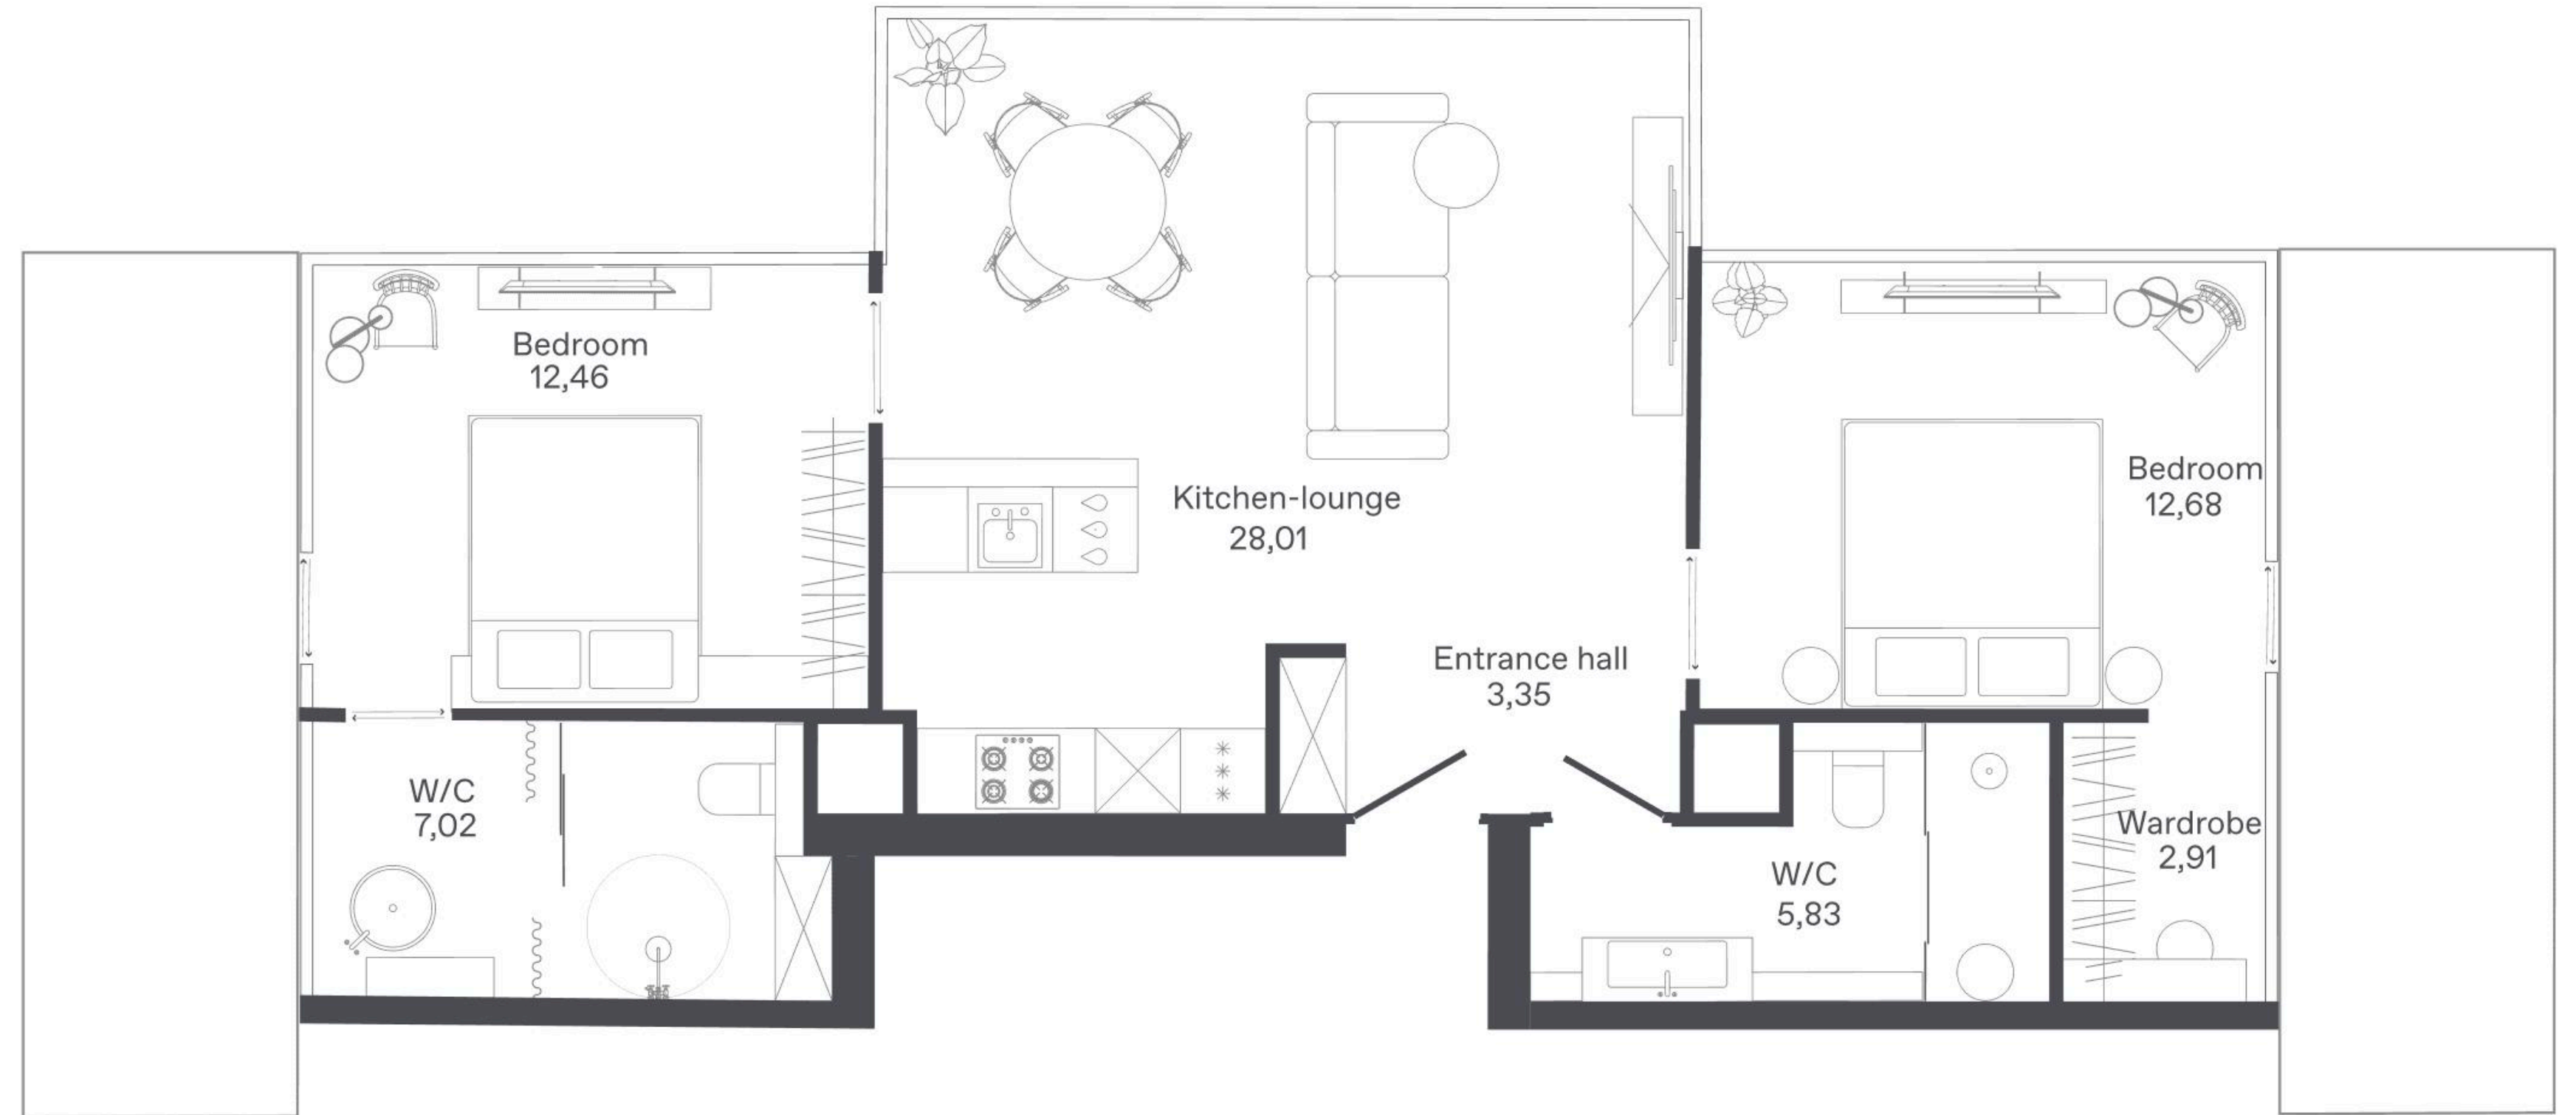 Bedroom
12,46
Kitchen-lounge
28,01
Bedroom
12,68
Entrance hall
3,35
W/C
7,02
W/C
5,83
Wardrobe
2,91